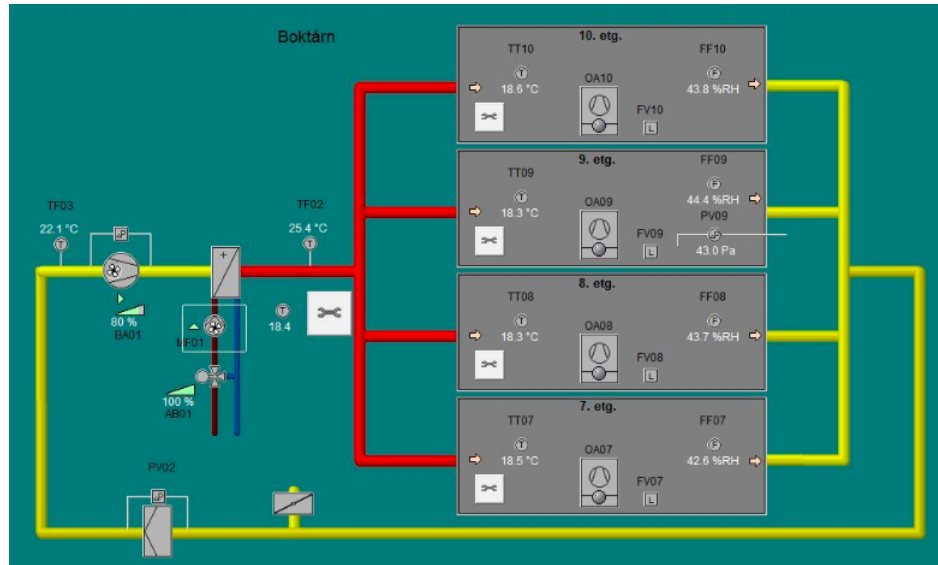 Boktårn
10. etg.
TT10
FF10
T
18.6 °C
OA10
F
43.8 %RH
FV10
L
9. etg.
TT09
FF09
T
18.3 °C
OA09
F
44.4 %RH
PV09
FV09
L
43.0 Pa
TF03
22.1 °C
T
TF02
25.4 °C
T
80 %
BA01
MF01
T
18.4
100 %
AB01
8. etg.
TT08
FF08
T
18.3 °C
OA08
F
43.7 %RH
FV08
L
7. etg.
TT07
FF07
T
18.5 °C
OA07
F
42.6 %RH
FV07
L
PV02